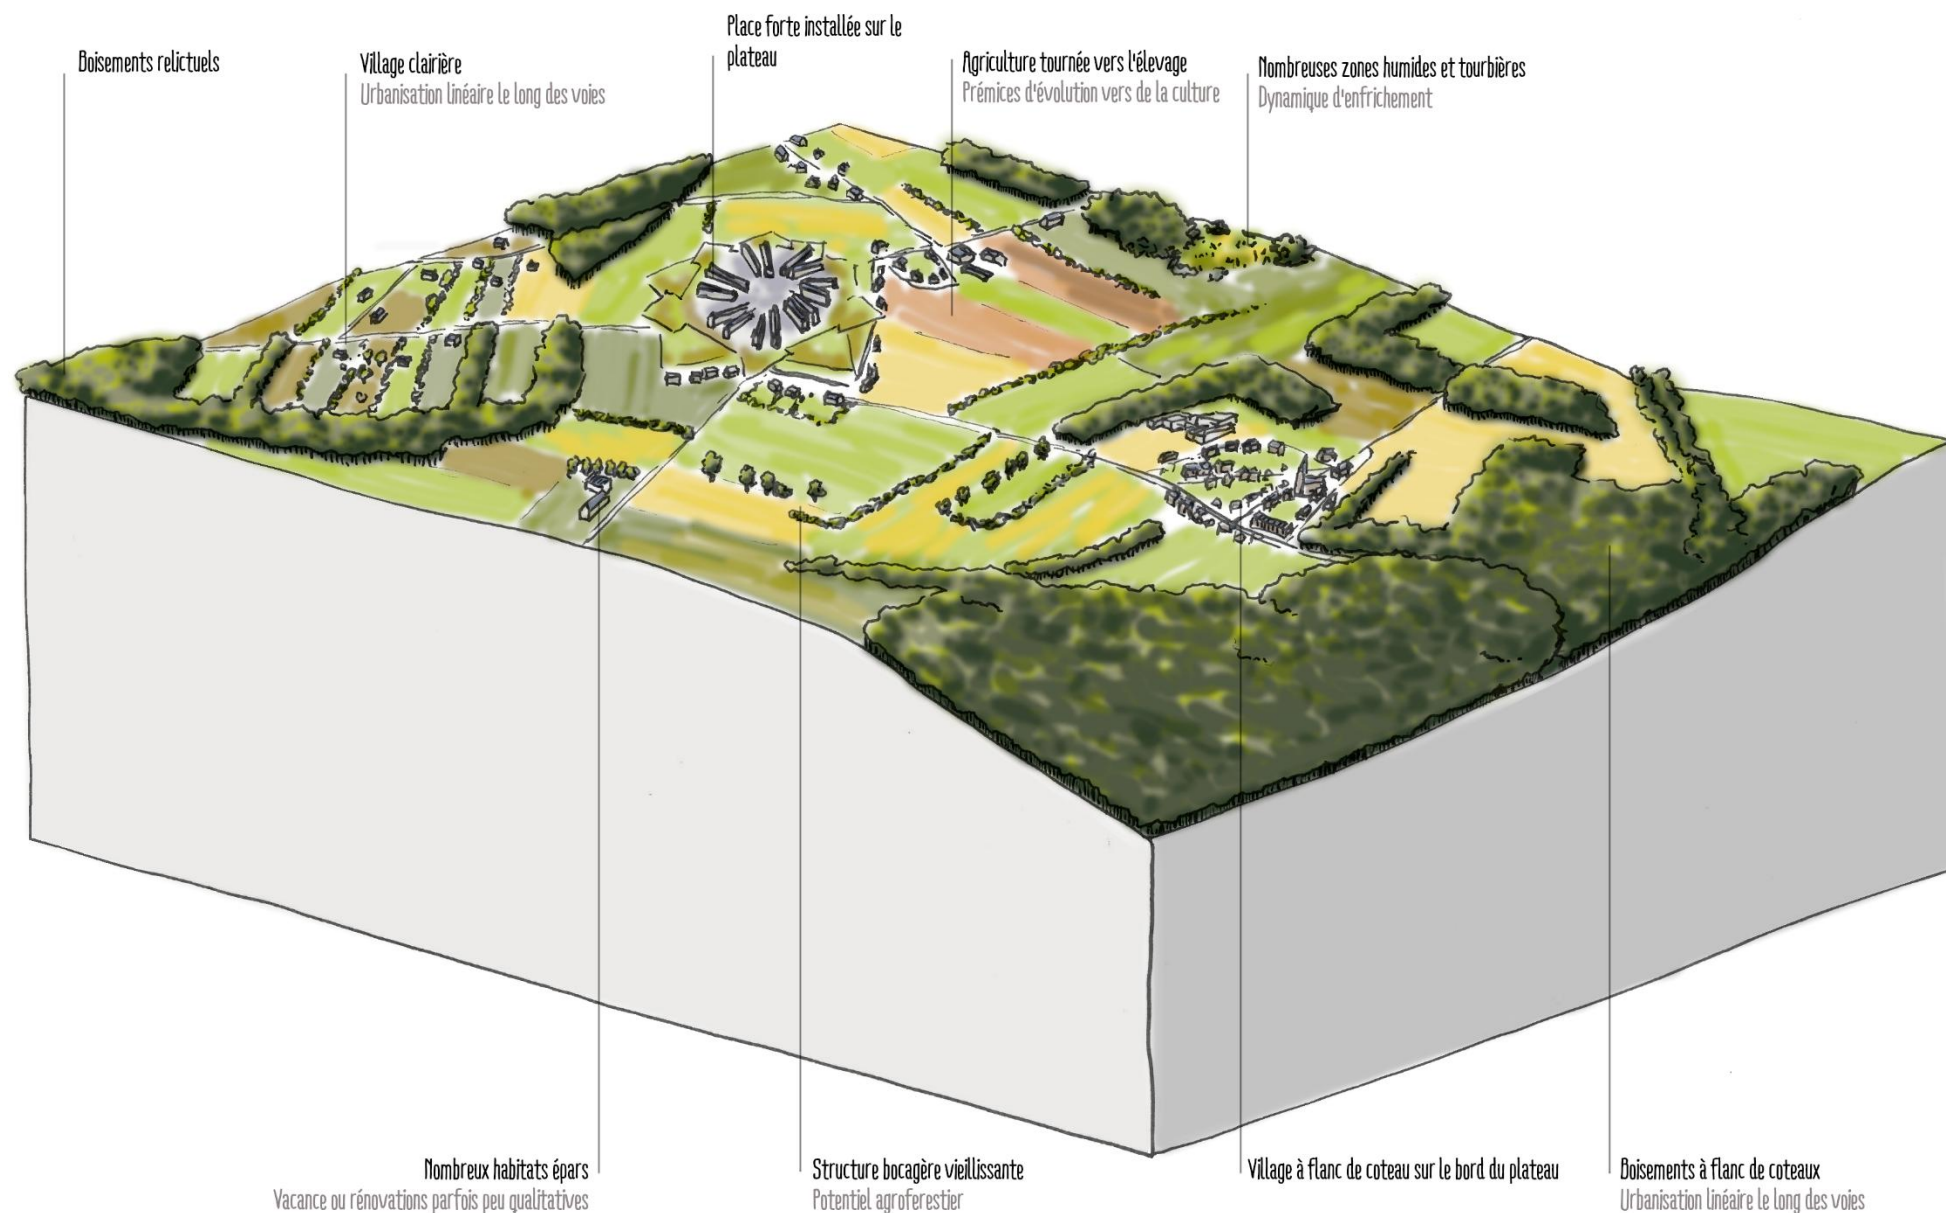 Boisements relictuels
Village clairière
Urbanisation linéaire le long des voies
Place forte installée sur le
plateau
Agriculture tournée vers l'élevage
Prémices d'évolution vers de la culture
Nombreuses zones humides et tourbières
Dynamique d'enfrichement
Nombreux habitats épars
Vacance ou rénovations parfois peu qualitatives
Structure bocagère vieillissante
Potentiel agroforestier
Village à flanc de coteau sur le bord du plateau
Boisements à flanc de coteaux
Urbanisation linéaire le long des voies